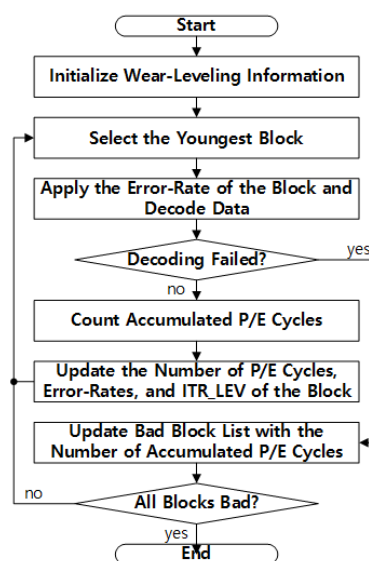 Start
Initialize Wear-Leveling Information
Select the Youngest Block
Apply the Error-Rate of the Block and
Decode Data
Decoding Failed?
yes
no
Count Accumulated P/E Cycles
Update the Number of P/E Cycles,
Error-Rates, and ITR_LEV of the Block
Update Bad Block List with the
Number of Accumulated P/E Cycles
no
All Blocks Bad?
yes
End